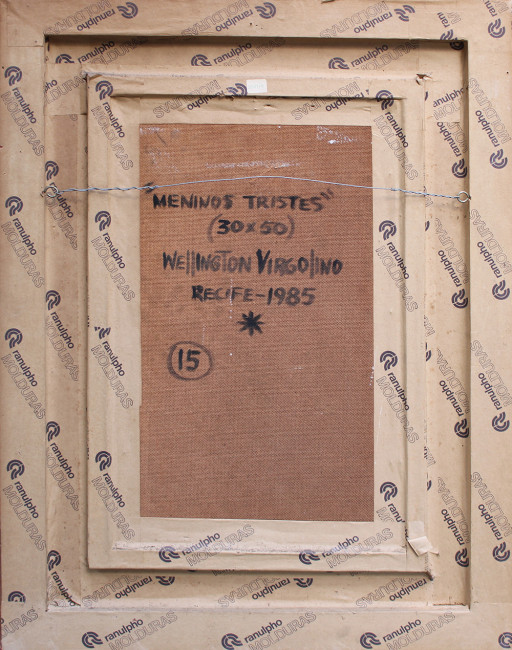 MENINOS TRISTES"
(30x50)
WELLINGTON VIRGOLINO
RECIFE-1985
*
15
ranulpho
MOLDURAS